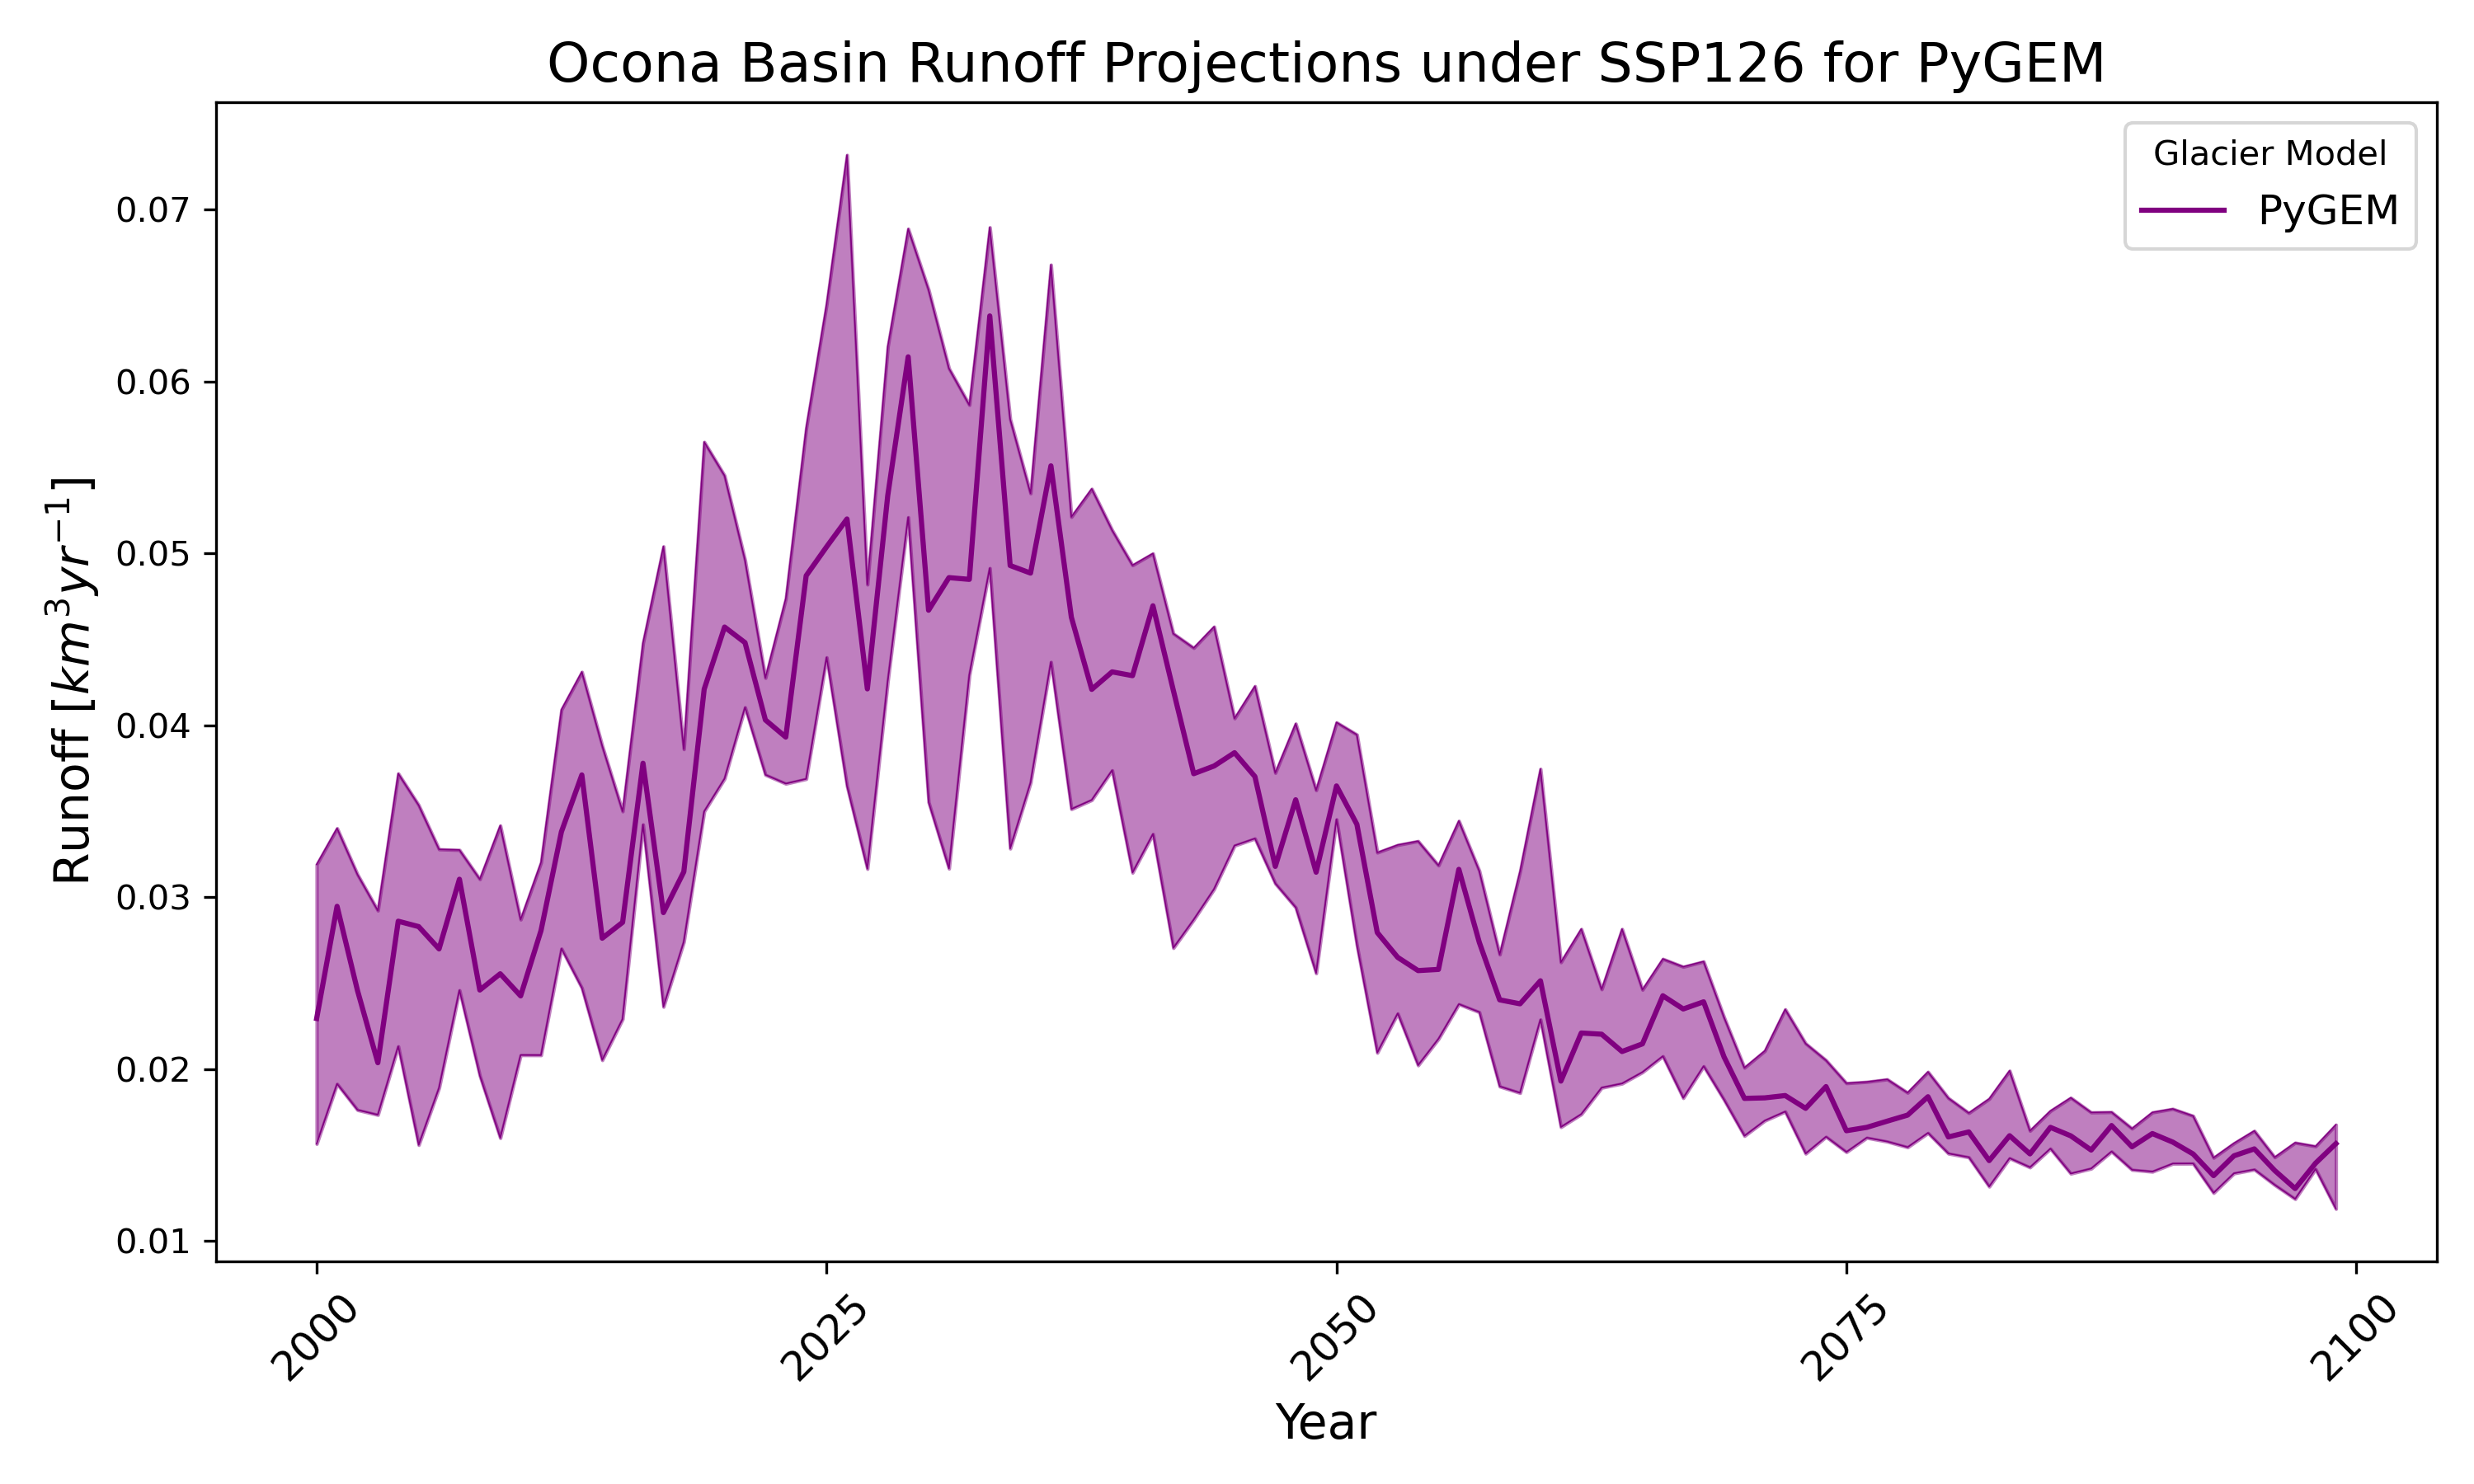 Ocona Basin Runoff Projections under SSP126 for PyGEM
Glacier Model
PyGEM
Runoff [km³yr⁻¹]
0.07
0.06
0.05
0.04
0.03
0.02
0.01
2000
2025
2050
2075
2100
Year